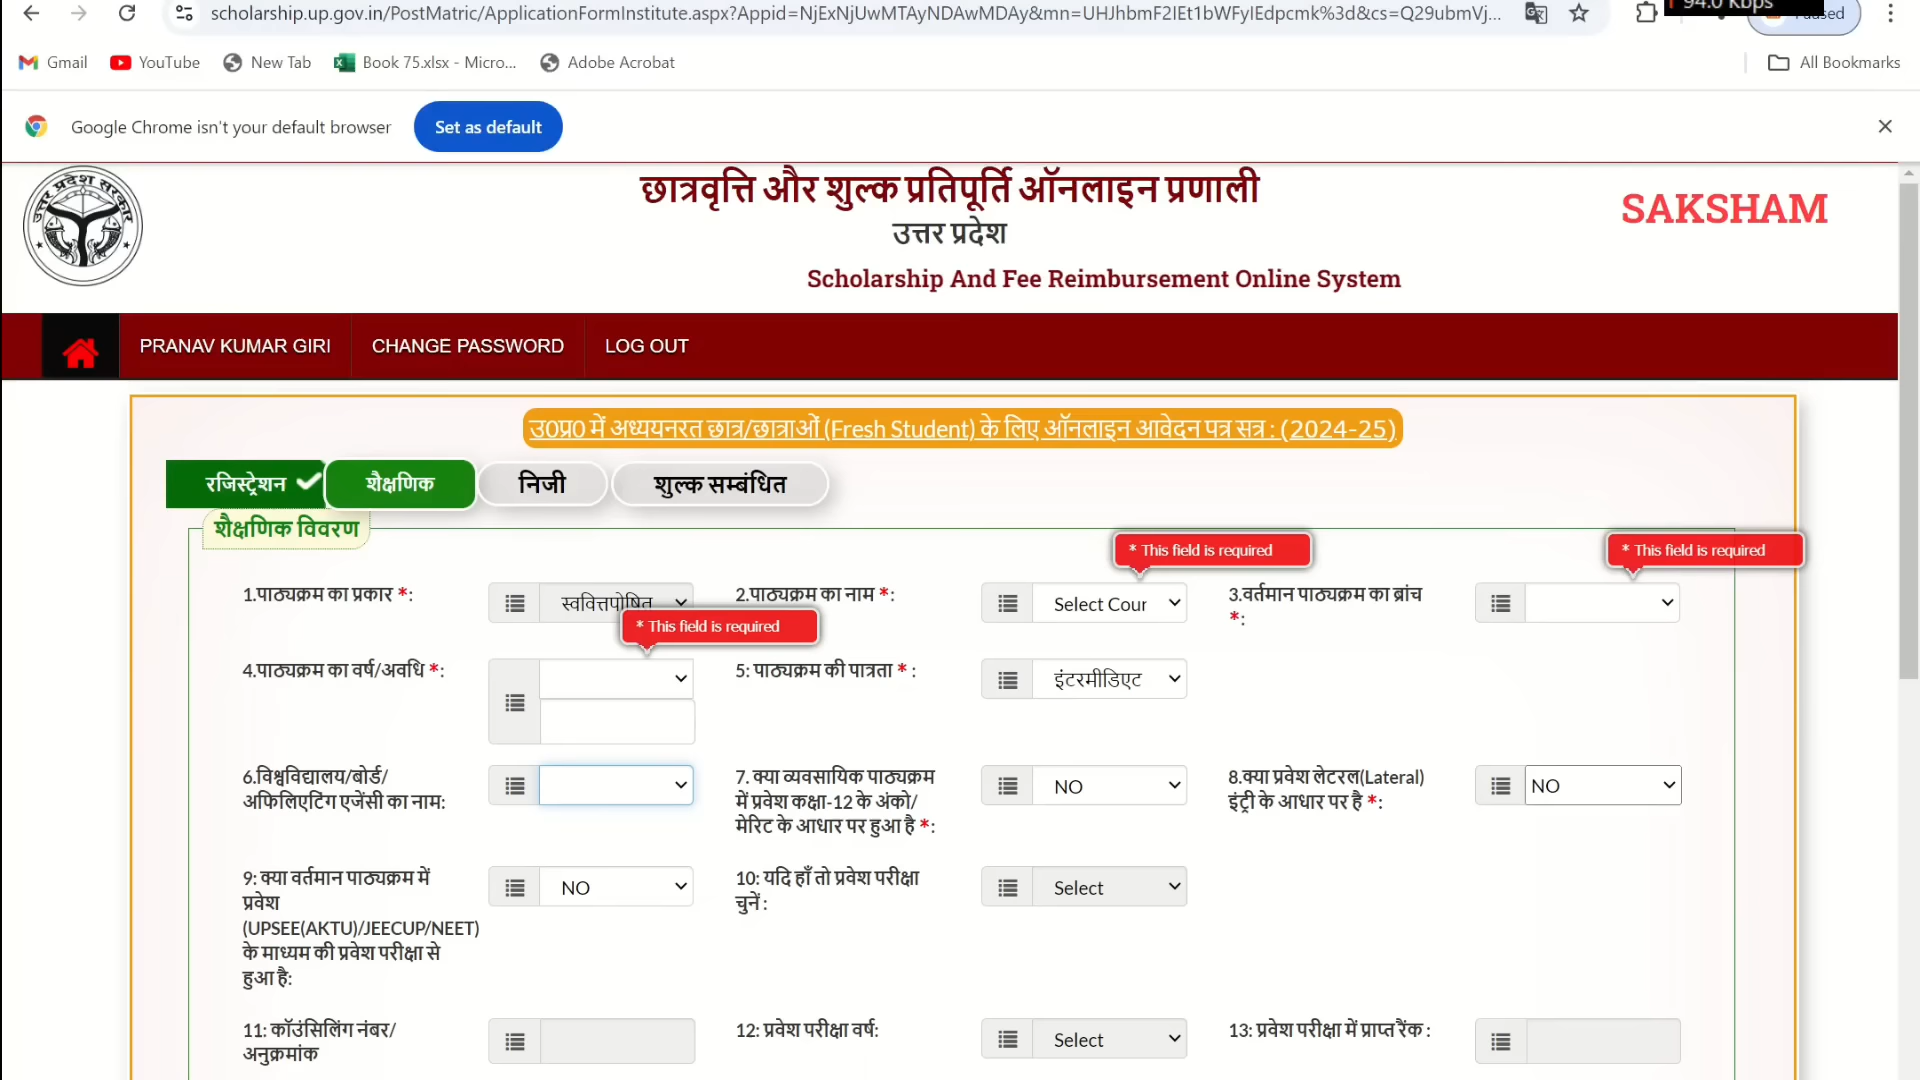 scholarship.up.gov.in/PostMatric/ApplicationFormInstitute.aspx?Appid=NjExNjUwMTAyNDAwMDAy&mn=UHJhbmF2IEt1bWFyIEdpcmk%3d&cs=Q29ubmVj...
94.0 Kbps
Paused
Gmail
YouTube
New Tab
Book 75.xlsx - Micro...
Adobe Acrobat
All Bookmarks
Google Chrome isn't your default browser
Set as default
उत्तर प्रदेश सरकार
छात्रवृत्ति और शुल्क प्रतिपूर्ति ऑनलाइन प्रणाली
SAKSHAM
उत्तर प्रदेश
Scholarship And Fee Reimbursement Online System
PRANAV KUMAR GIRI
CHANGE PASSWORD
LOG OUT
उ0प्र0 में अध्ययनरत छात्र/छात्राओं (Fresh Student) के लिए ऑनलाइन आवेदन पत्र सत्र : (2024-25)
रजिस्ट्रेशन
शैक्षणिक
निजी
शुल्क सम्बंधित
शैक्षणिक विवरण
* This field is required
* This field is required
1.पाठ्यक्रम का प्रकार *:
स्ववित्तपोषित
2.पाठ्यक्रम का नाम *:
Select Cour
3.वर्तमान पाठ्यक्रम का ब्रांच
*:
* This field is required
4.पाठ्यक्रम का वर्ष/अवधि *:
5: पाठ्यक्रम की पात्रता * :
इंटरमीडिएट
6.विश्वविद्यालय/बोर्ड/
अफिलिएटिंग एजेंसी का नाम:
7. क्या व्यवसायिक पाठ्यक्रम
में प्रवेश कक्षा-12 के अंको/
मेरिट के आधार पर हुआ है *:
NO
8.क्या प्रवेश लेटरल(Lateral)
इंट्री के आधार पर है *:
NO
9: क्या वर्तमान पाठ्यक्रम में
प्रवेश
(UPSEE(AKTU)/JEECUP/NEET)
के माध्यम की प्रवेश परीक्षा से
हुआ है:
NO
10: यदि हाँ तो प्रवेश परीक्षा
चुनें :
Select
11: कॉउंसिलिंग नंबर/
अनुक्रमांक
12: प्रवेश परीक्षा वर्ष:
Select
13: प्रवेश परीक्षा में प्राप्त रैंक :